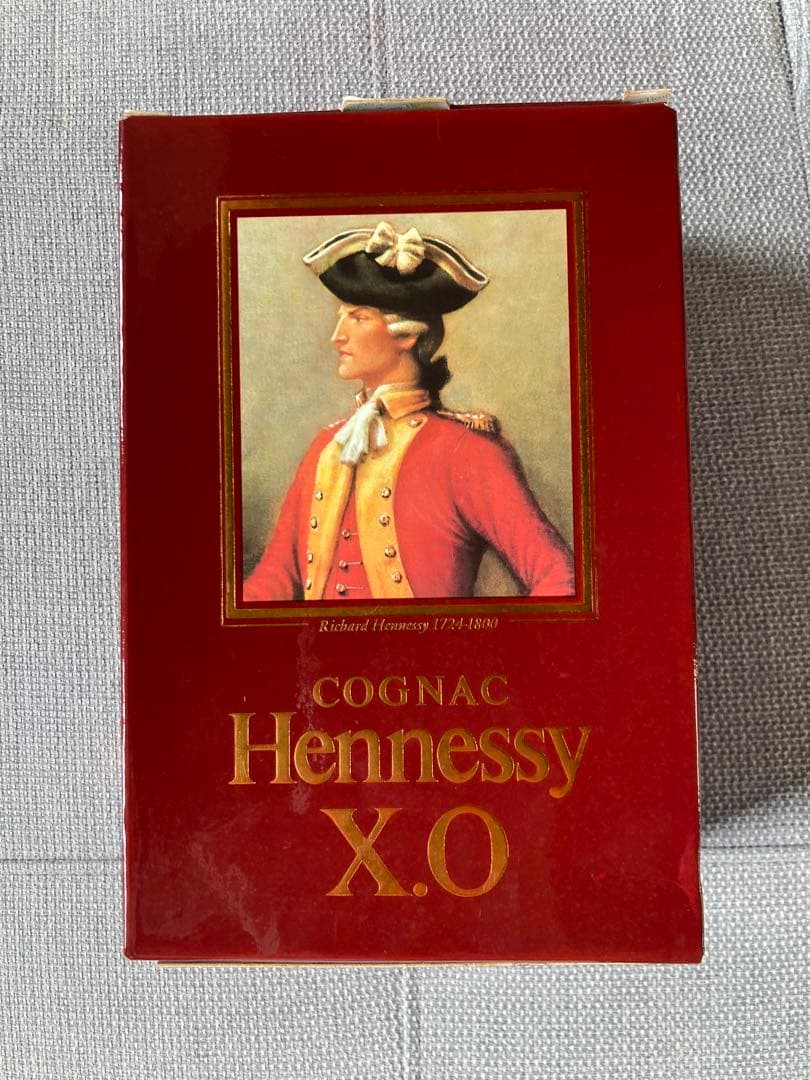 Richard Hennessy 1724-1800
COGNAC
Hennessy
X.O